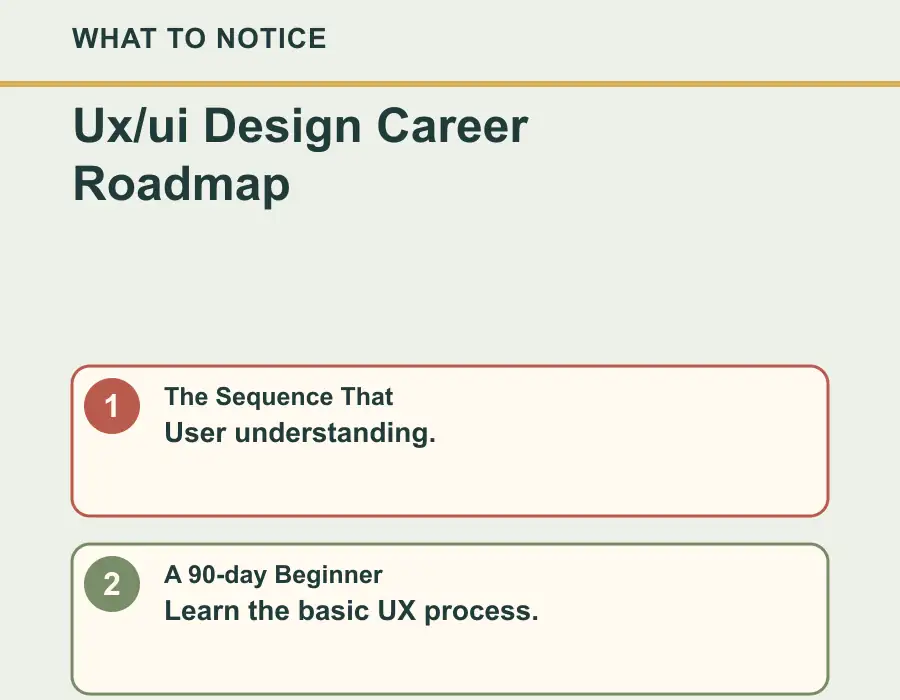 WHAT TO NOTICE
Ux/ui Design Career
Roadmap
1
The Sequence That
User understanding.
2
A 90-day Beginner
Learn the basic UX process.